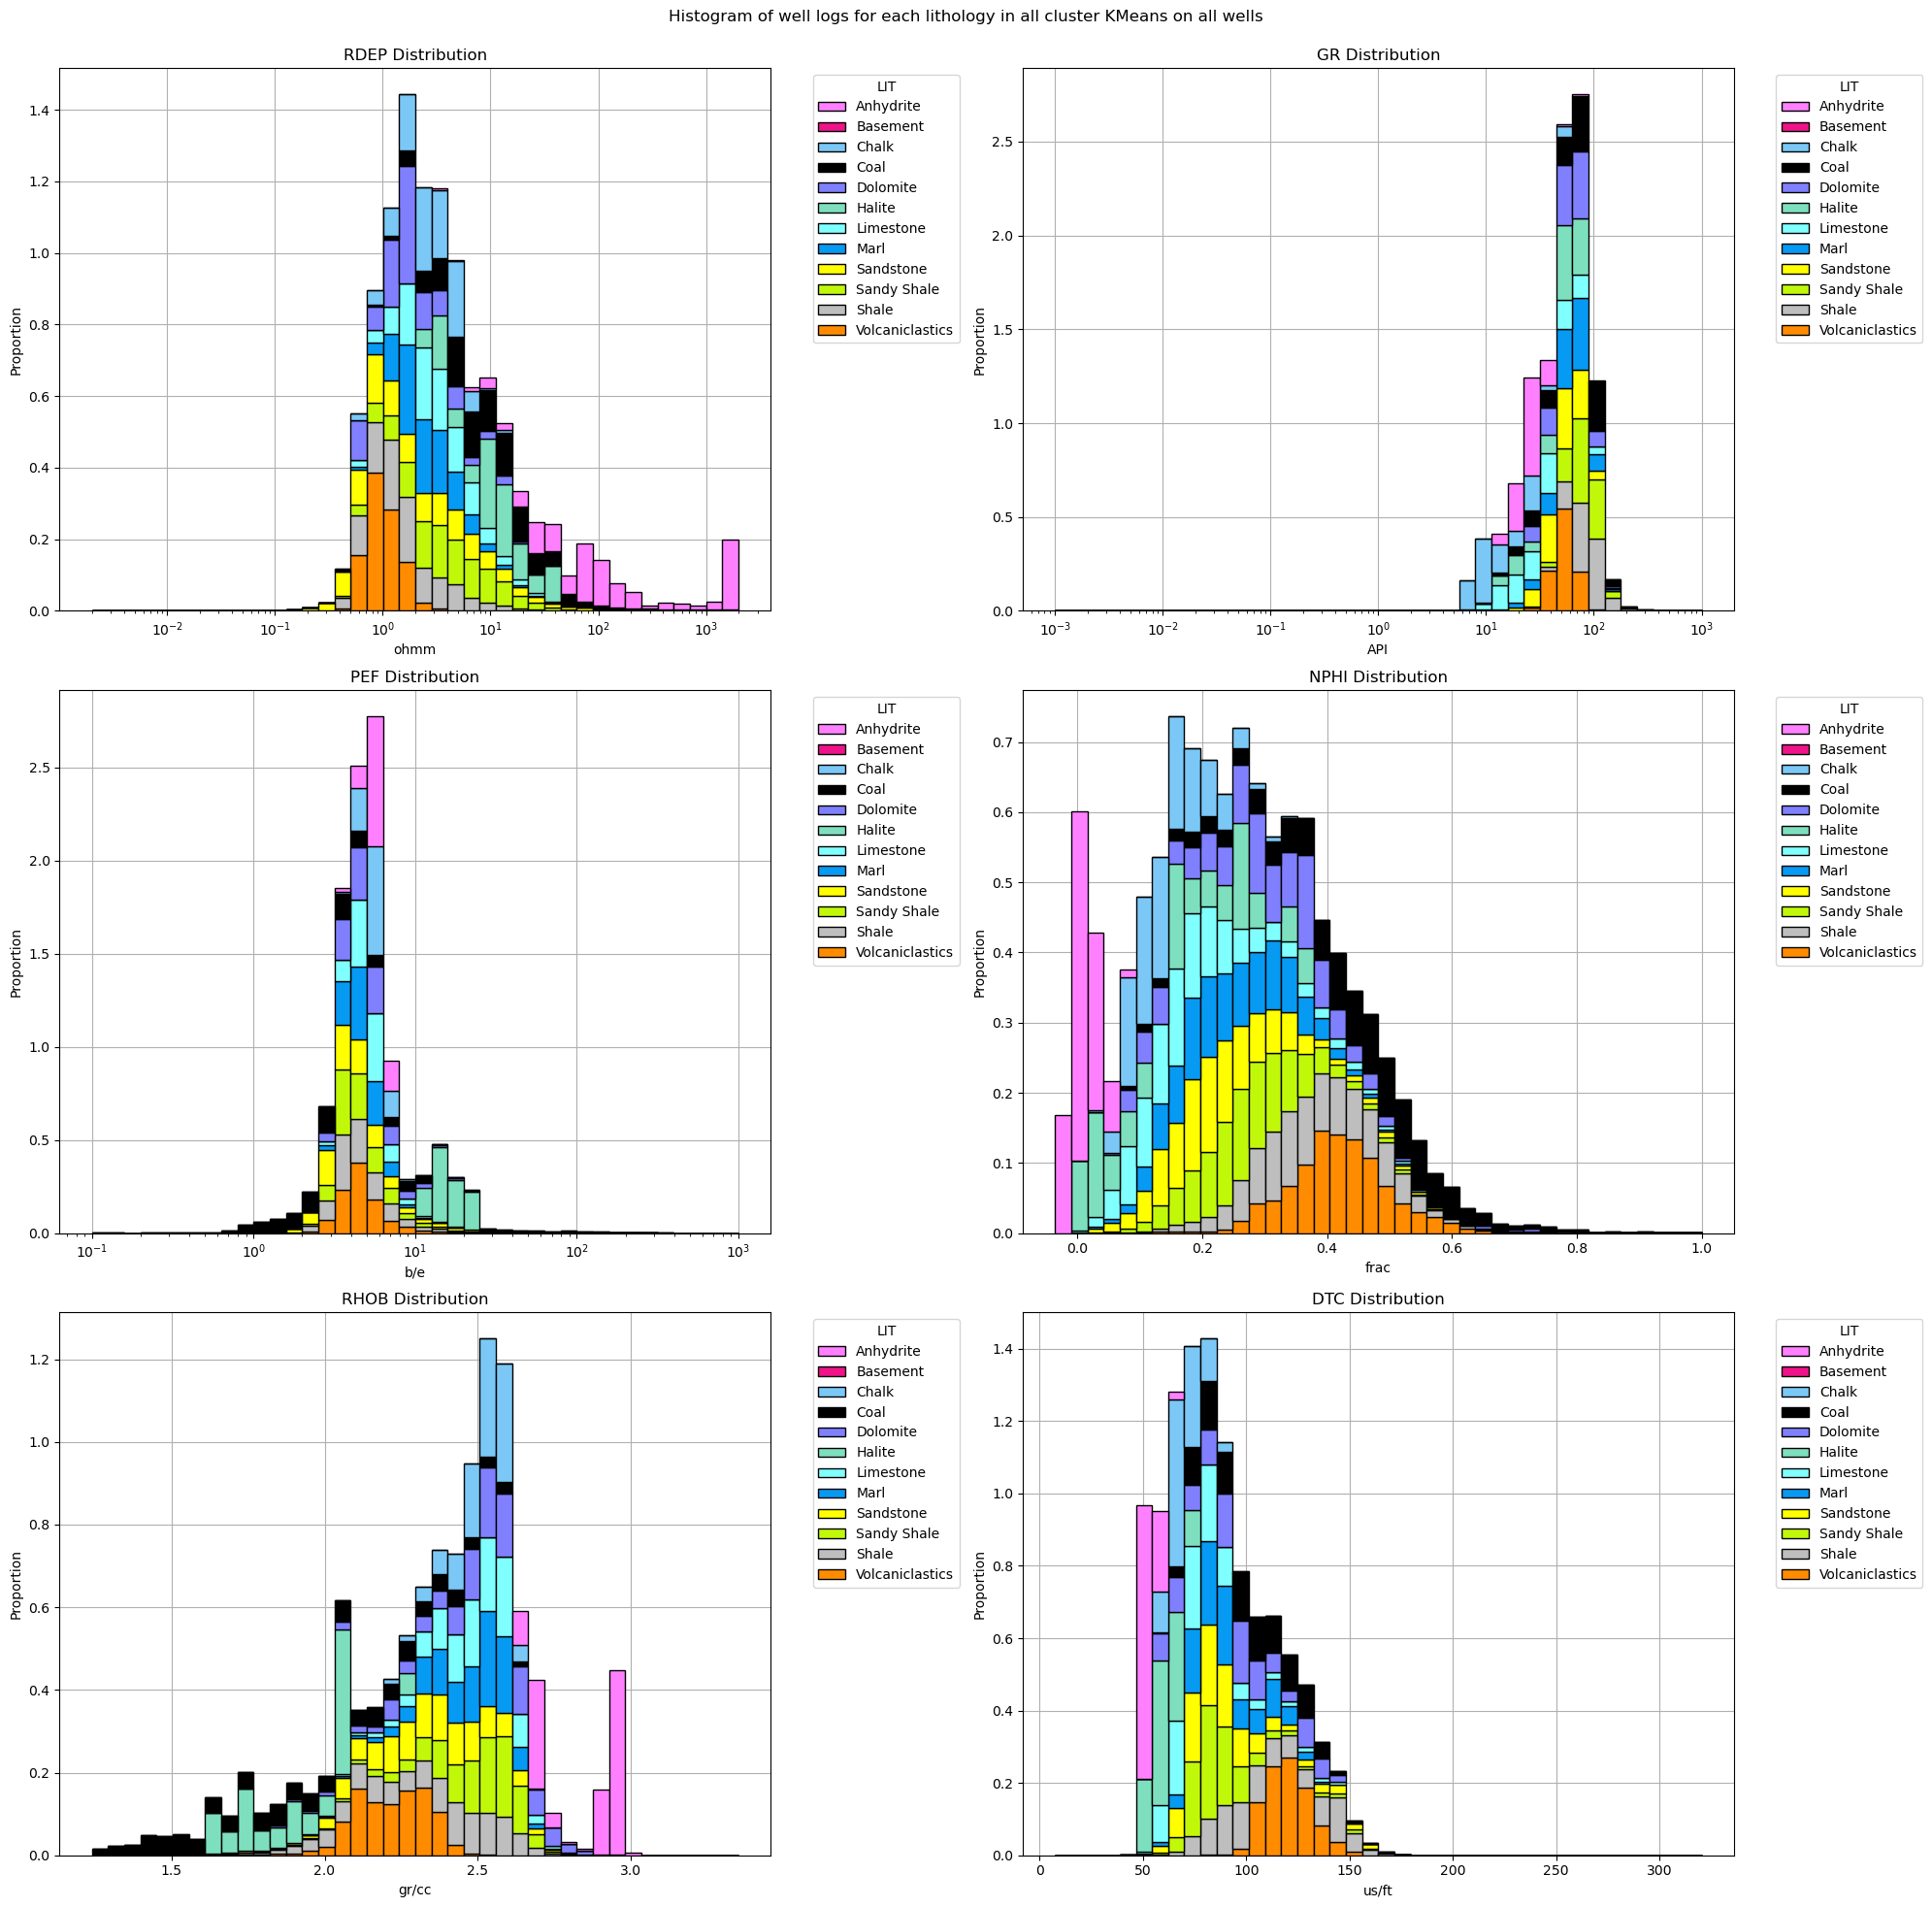 Histogram of well logs for each lithology in all cluster KMeans on all wells
RDEP Distribution
Proportion
1.4
1.2
1.0
0.8
0.6
0.4
0.2
0.0
10⁻²
10⁻¹
10⁰
10¹
10²
10³
ohmm
LIT
Anhydrite
Basement
Chalk
Coal
Dolomite
Halite
Limestone
Marl
Sandstone
Sandy Shale
Shale
Volcaniclastics
GR Distribution
Proportion
2.5
2.0
1.5
1.0
0.5
0.0
10⁻³
10⁻²
10⁻¹
10⁰
10¹
10²
10³
API
LIT
Anhydrite
Basement
Chalk
Coal
Dolomite
Halite
Limestone
Marl
Sandstone
Sandy Shale
Shale
Volcaniclastics
PEF Distribution
Proportion
2.5
2.0
1.5
1.0
0.5
0.0
10⁻¹
10⁰
10¹
10²
10³
b/e
LIT
Anhydrite
Basement
Chalk
Coal
Dolomite
Halite
Limestone
Marl
Sandstone
Sandy Shale
Shale
Volcaniclastics
NPHI Distribution
Proportion
0.7
0.6
0.5
0.4
0.3
0.2
0.1
0.0
0.0
0.2
0.4
0.6
0.8
1.0
frac
LIT
Anhydrite
Basement
Chalk
Coal
Dolomite
Halite
Limestone
Marl
Sandstone
Sandy Shale
Shale
Volcaniclastics
RHOB Distribution
Proportion
1.2
1.0
0.8
0.6
0.4
0.2
0.0
1.5
2.0
2.5
3.0
gr/cc
LIT
Anhydrite
Basement
Chalk
Coal
Dolomite
Halite
Limestone
Marl
Sandstone
Sandy Shale
Shale
Volcaniclastics
DTC Distribution
Proportion
1.4
1.2
1.0
0.8
0.6
0.4
0.2
0.0
0
50
100
150
200
250
300
us/ft
LIT
Anhydrite
Basement
Chalk
Coal
Dolomite
Halite
Limestone
Marl
Sandstone
Sandy Shale
Shale
Volcaniclastics